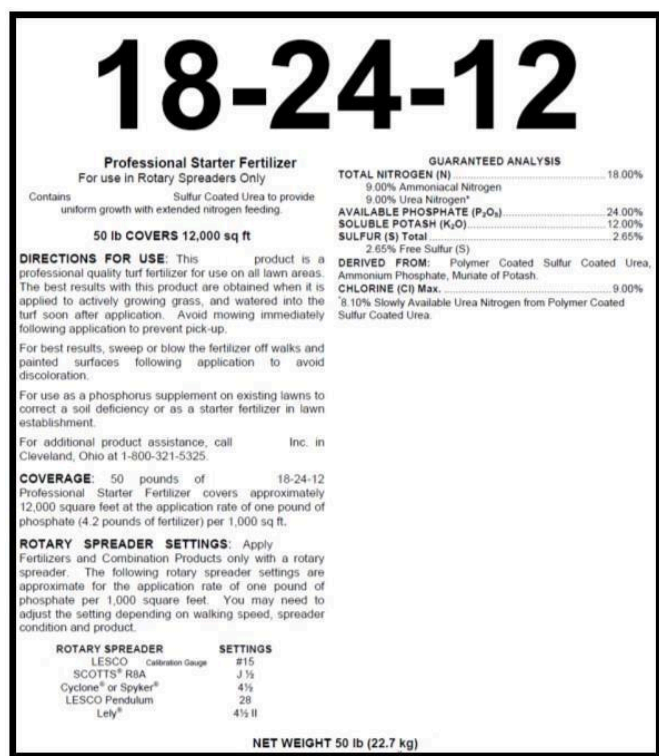 18-24-12
Professional Starter Fertilizer
For use in Rotary Spreaders Only
Contains Sulfur Coated Urea to provide
uniform growth with extended nitrogen feeding.
50 lb COVERS 12,000 sq ft
DIRECTIONS FOR USE: This product is a
professional quality turf fertilizer for use on all lawn areas.
The best results with this product are obtained when it is
applied to actively growing grass, and watered into the
turf soon after application. Avoid mowing immediately
following application to prevent pick-up.
For best results, sweep or blow the fertilizer off walks and
painted surfaces following application to avoid
discoloration.
For use as a phosphorus supplement on existing lawns to
correct a soil deficiency or as a starter fertilizer in lawn
establishment.
For additional product assistance, call Inc. in
Cleveland, Ohio at 1-800-321-5325.
COVERAGE: 50 pounds of 18-24-12
Professional Starter Fertilizer covers approximately
12,000 square feet at the application rate of one pound of
phosphate (4.2 pounds of fertilizer) per 1,000 sq ft.
ROTARY SPREADER SETTINGS: Apply
Fertilizers and Combination Products only with a rotary
spreader. The following rotary spreader settings are
approximate for the application rate of one pound of
phosphate per 1,000 square feet. You may need to
adjust the setting depending on walking speed, spreader
condition and product.
ROTARY SPREADER SETTINGS
LESCO Calibration Gauge #15
SCOTTS® R8A J ½
Cyclone® or Spyker® 4½
LESCO Pendulum 28
Lely® 4½ II
GUARANTEED ANALYSIS
TOTAL NITROGEN (N)..........18.00%
9.00% Ammoniacal Nitrogen
9.00% Urea Nitrogen*
AVAILABLE PHOSPHATE (P₂O₅)..........24.00%
SOLUBLE POTASH (K₂O)..........12.00%
SULFUR (S) Total..........2.65%
2.65% Free Sulfur (S)
DERIVED FROM: Polymer Coated Sulfur Coated Urea,
Ammonium Phosphate, Muriate of Potash.
CHLORINE (Cl) Max...........9.00%
*8.10% Slowly Available Urea Nitrogen from Polymer Coated
Sulfur Coated Urea.
NET WEIGHT 50 lb (22.7 kg)